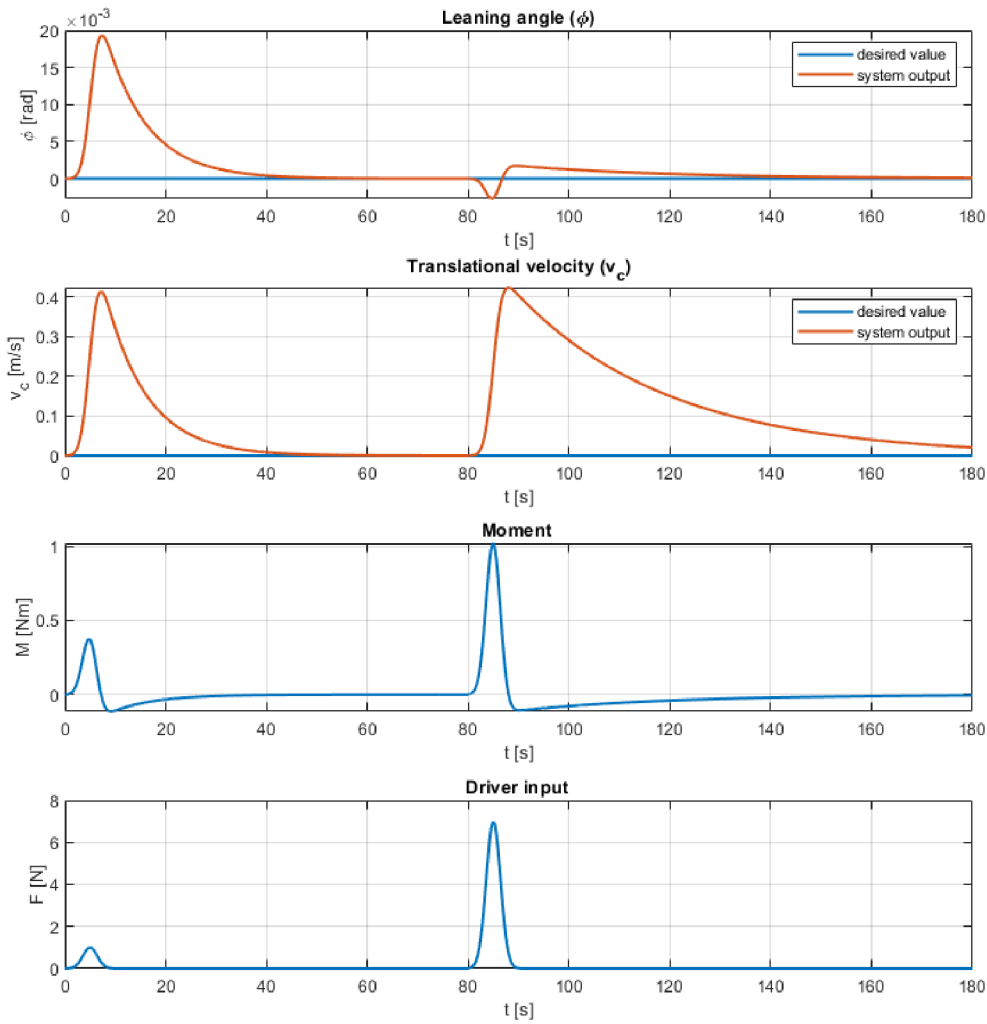 Leaning angle (ϕ)
×10⁻³
20
15
10
5
0
ϕ [rad]
desired value
system output
0 20 40 60 80 100 120 140 160 180
t [s]
Translational velocity (v_c)
0.4
0.3
0.2
0.1
0
v_c [m/s]
desired value
system output
0 20 40 60 80 100 120 140 160 180
t [s]
Moment
1
0.5
0
M [Nm]
0 20 40 60 80 100 120 140 160 180
t [s]
Driver input
8
6
4
2
0
F [N]
0 20 40 60 80 100 120 140 160 180
t [s]